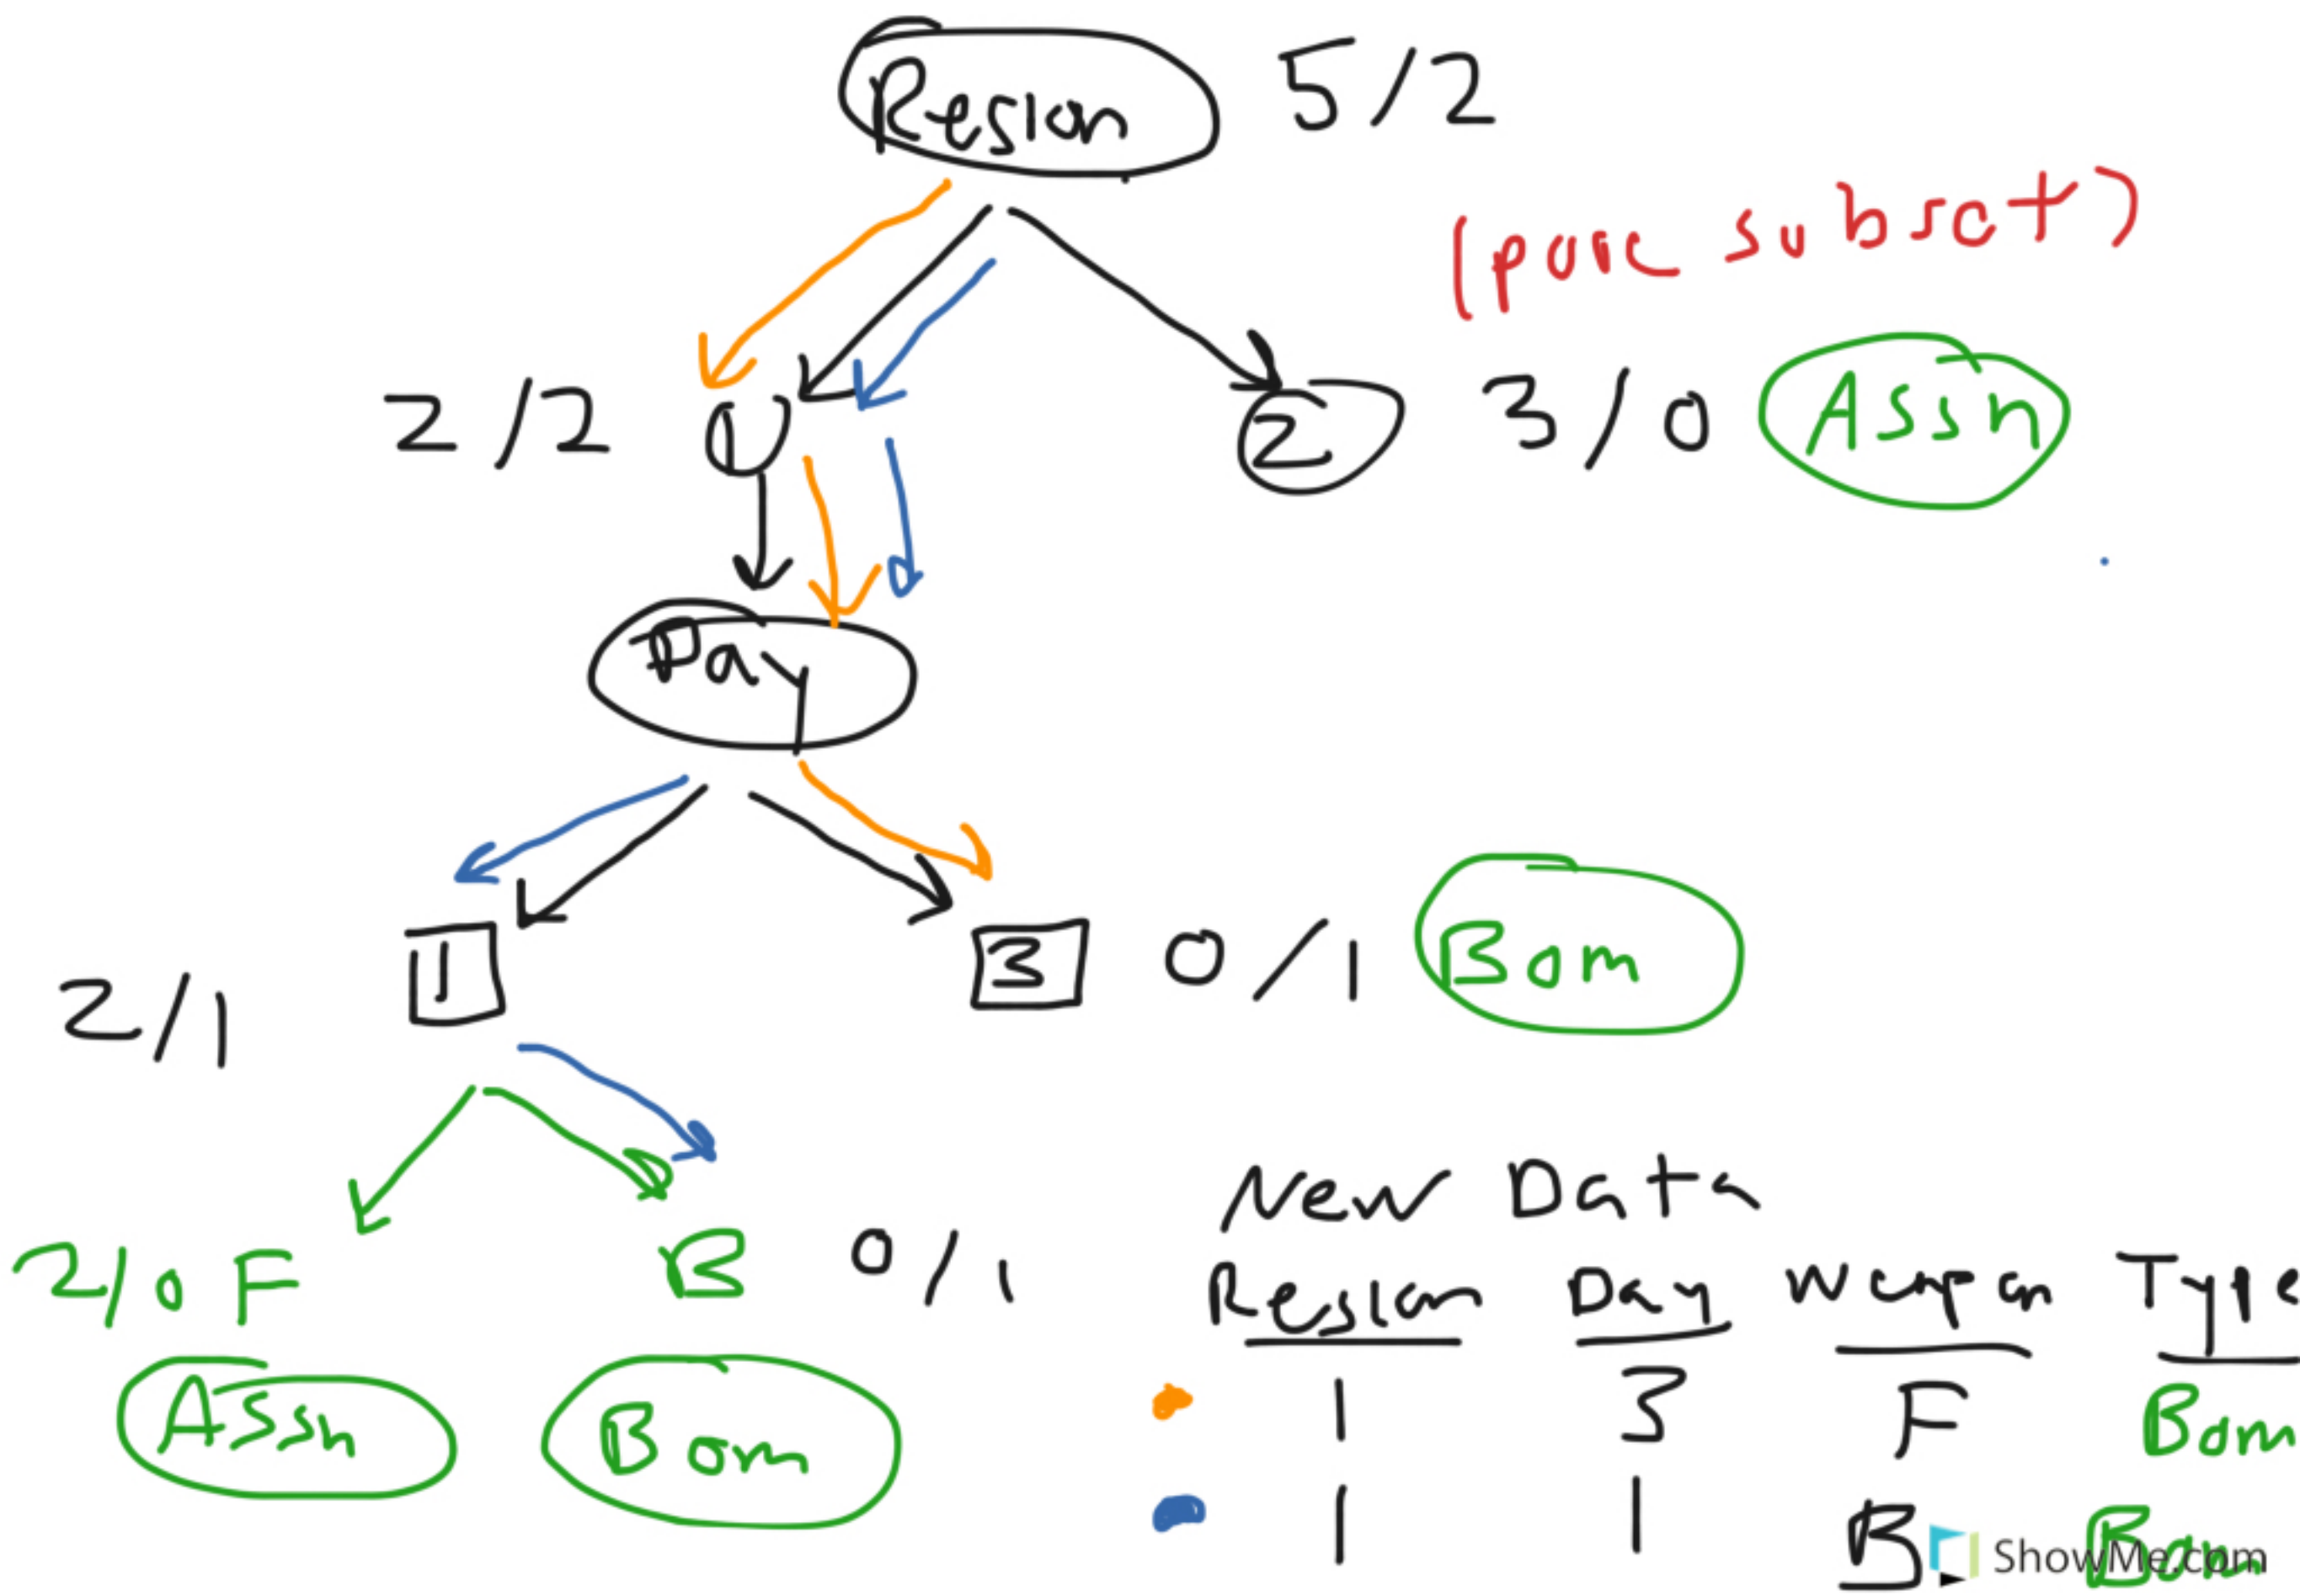 Region 5/2
(pure subset)
2/2 1 2 3/0 Assn
Day
2/1 1 3 0/1 Bom
2/0 F B 0/1
Assn Bom
New Data
Region Day weapon Type
1 3 F Bom
1 1 B Bom
ShowMe.com